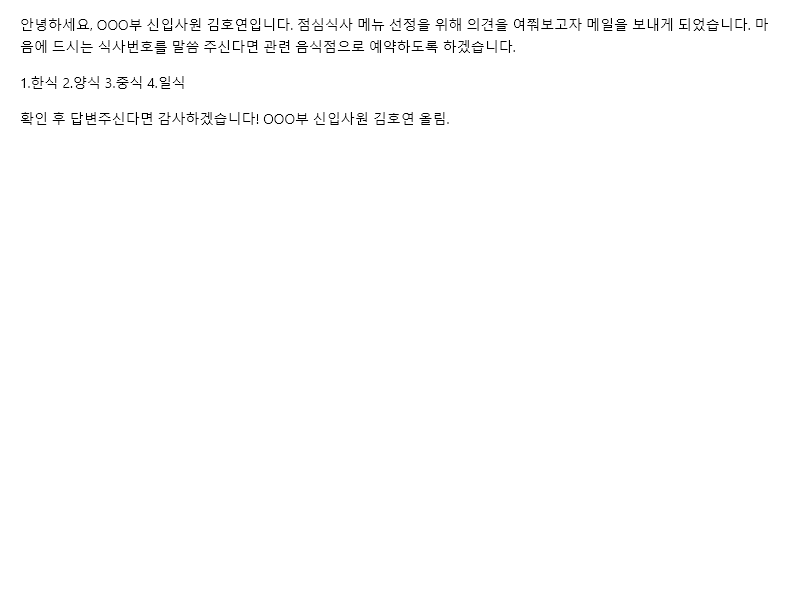 안녕하세요, OOO부 신입사원 김호연입니다. 점심식사 메뉴 선정을 위해 의견을 여쭤보고자 메일을 보내게 되었습니다. 마
음에 드시는 식사번호를 말씀 주신다면 관련 음식점으로 예약하도록 하겠습니다.
1.한식 2.양식 3.중식 4.일식
확인 후 답변주신다면 감사하겠습니다! OOO부 신입사원 김호연 올림.